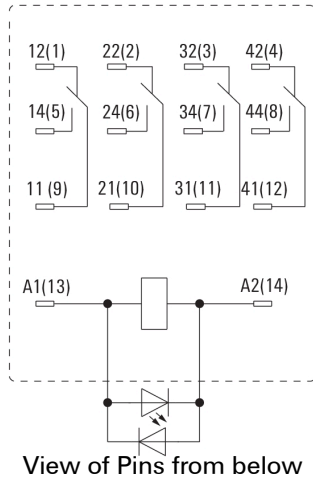 12(1) 22(2) 32(3) 42(4)
14(5) 24(6) 34(7) 44(8)
11 (9) 21(10) 31(11) 41(12)
A1(13) A2(14)
View of Pins from below